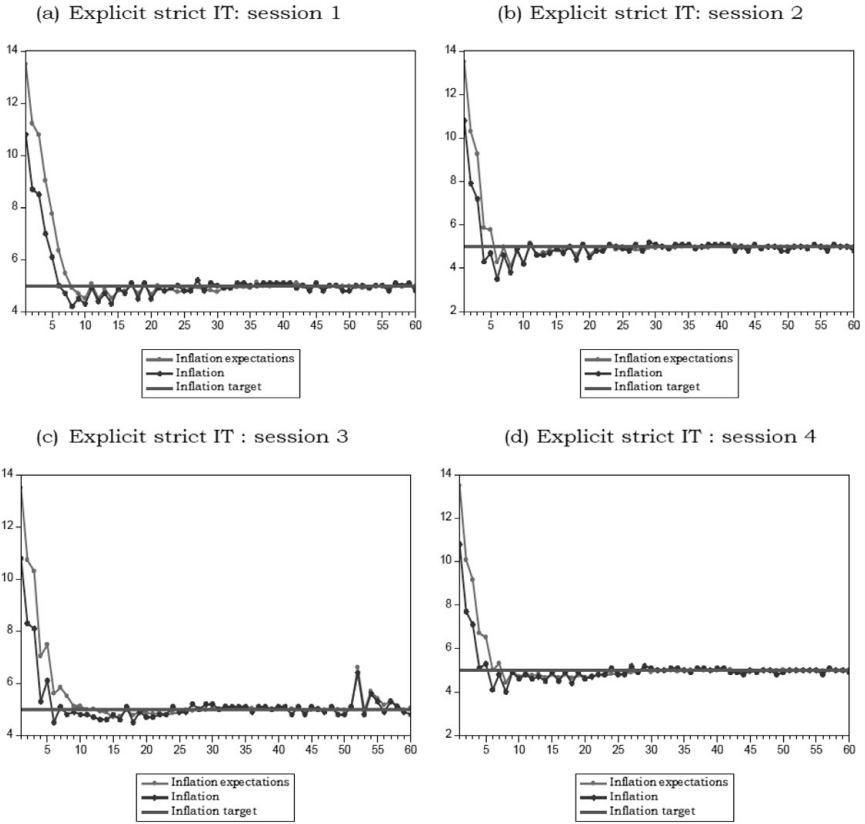 (a) Explicit strict IT: session 1
14
12
10
8
6
4
5 10 15 20 25 30 35 40 45 50 55 60
Inflation expectations
Inflation
Inflation target
(b) Explicit strict IT: session 2
14
12
10
8
6
4
2
5 10 15 20 25 30 35 40 45 50 55 60
Inflation expectations
Inflation
Inflation target
(c) Explicit strict IT : session 3
14
12
10
8
6
4
5 10 15 20 25 30 35 40 45 50 55 60
Inflation expectations
Inflation
Inflation target
(d) Explicit strict IT : session 4
14
12
10
8
6
4
2
5 10 15 20 25 30 35 40 45 50 55 60
Inflation expectations
Inflation
Inflation target